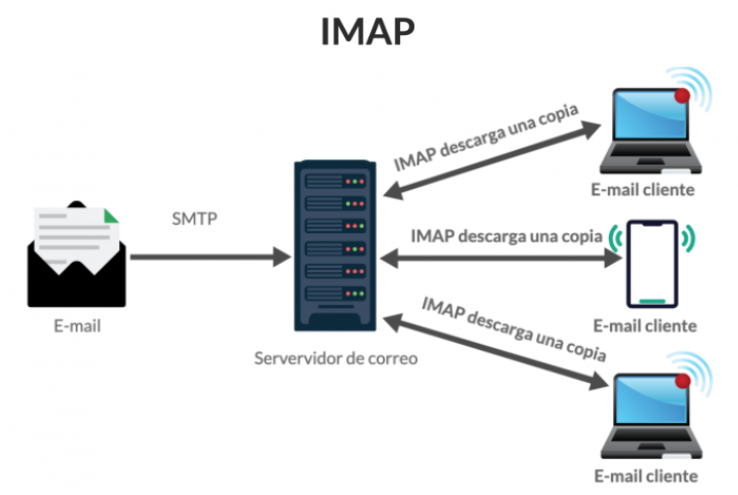 IMAP
IMAP descarga una copia
E-mail cliente
SMTP
IMAP descarga una copia
E-mail
Servervidor de correo
E-mail cliente
IMAP descarga una copia
E-mail cliente